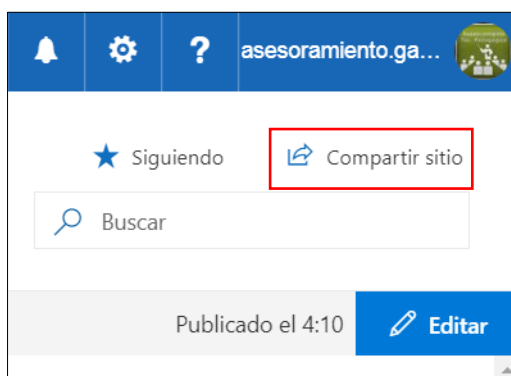 ? asesoramiento.ga...
Siguiendo Compartir sitio
Buscar
Publicado el 4:10 Editar